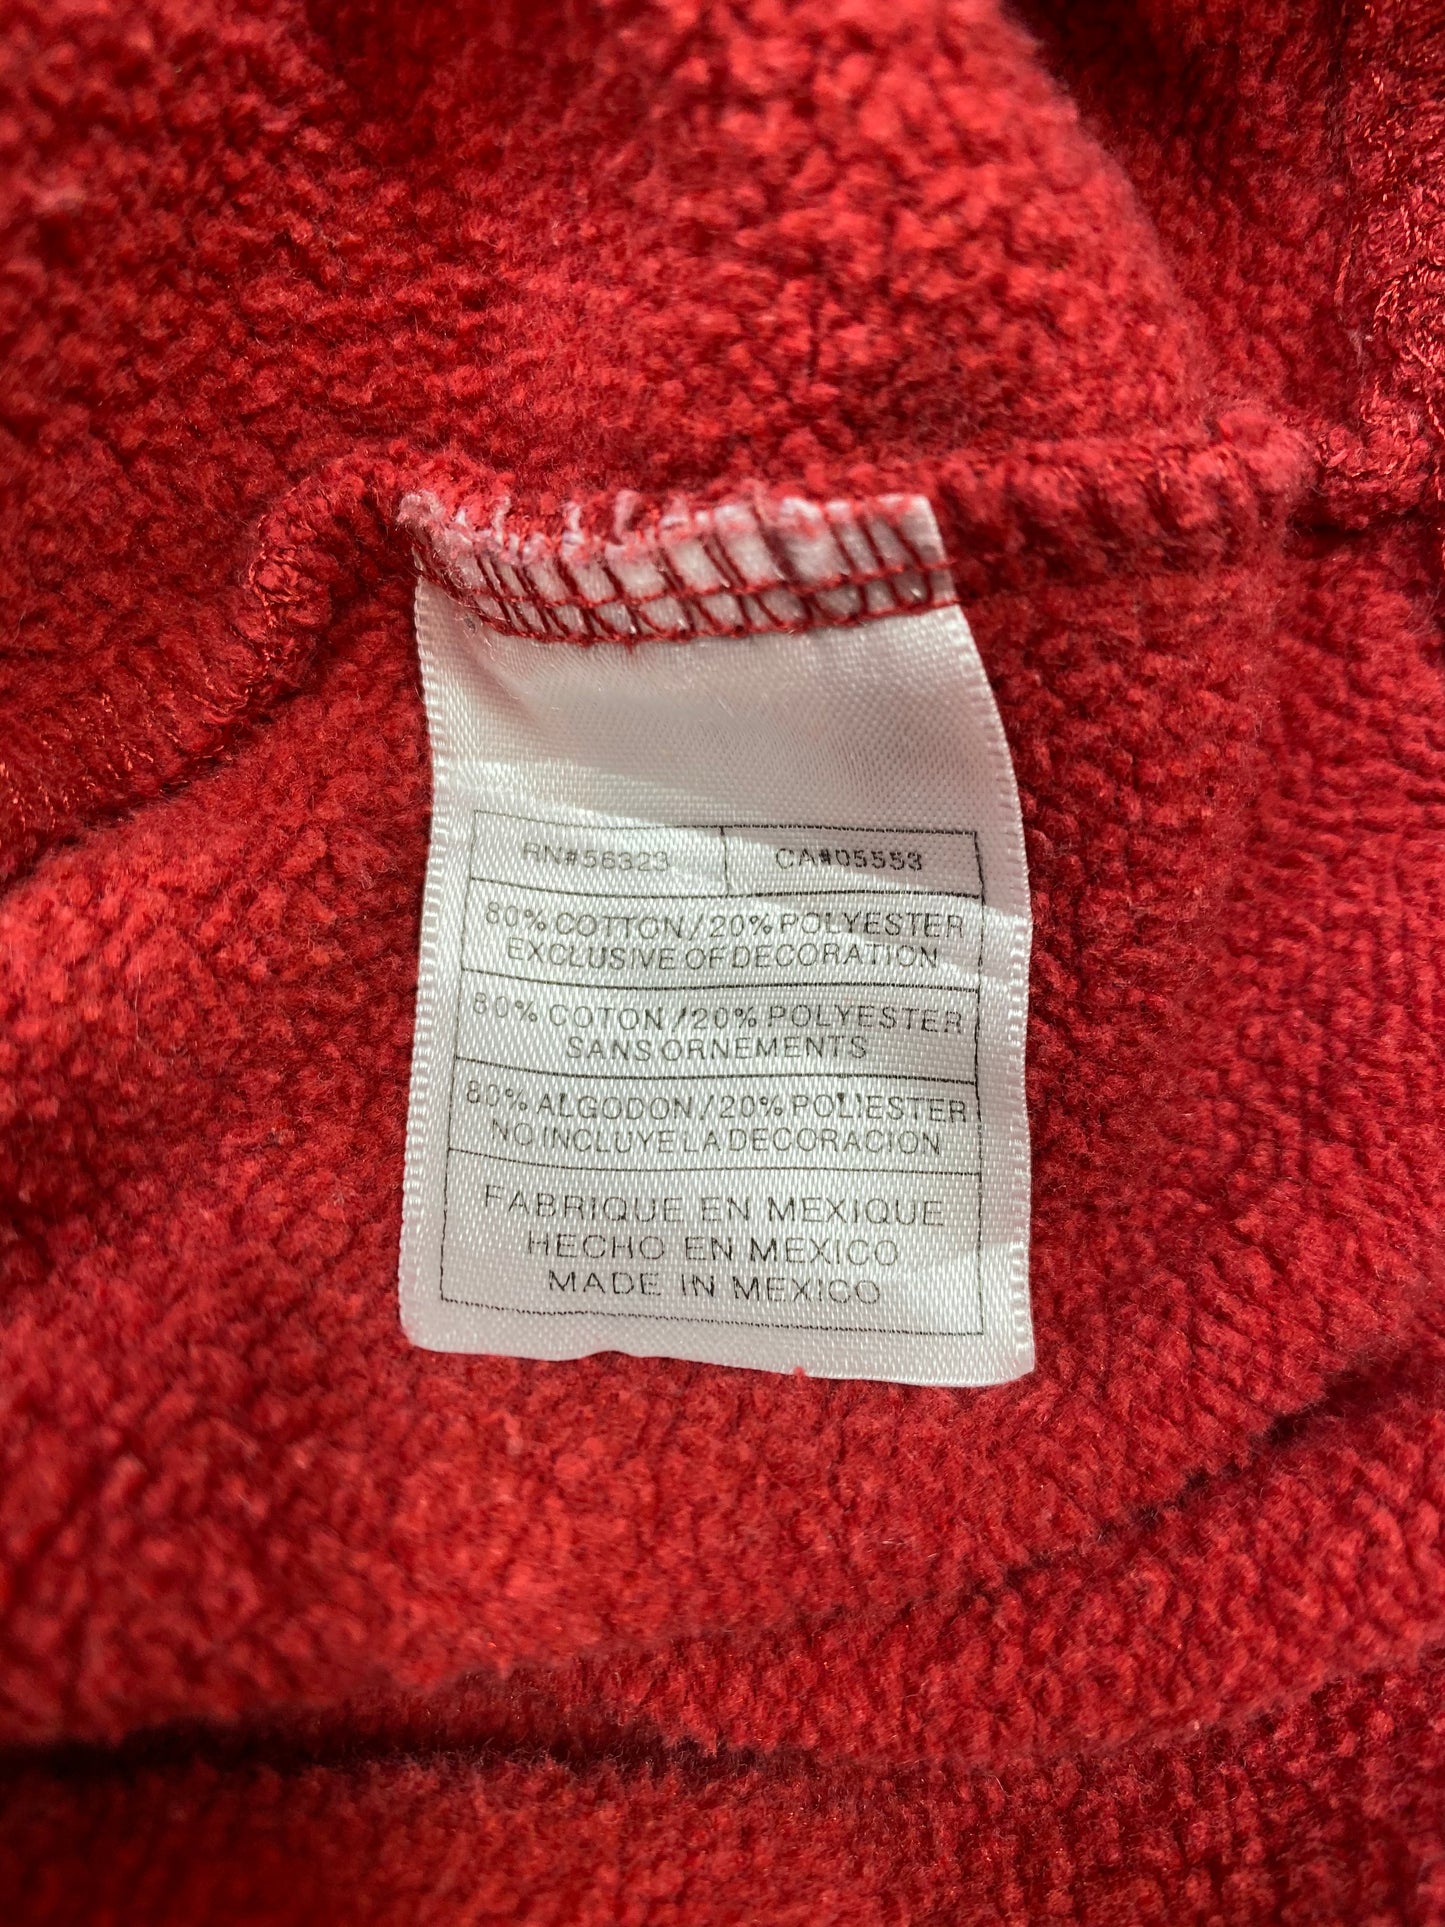 RN#56323 CA#05553
80% COTTON/20% POLYESTER
EXCLUSIVE OF DECORATION
80% COTON/20% POLYESTER
SANS ORNEMENTS
80% ALGODON/20% POLIESTER
NO INCLUYE LA DECORACION
FABRIQUE EN MEXIQUE
HECHO EN MEXICO
MADE IN MEXICO